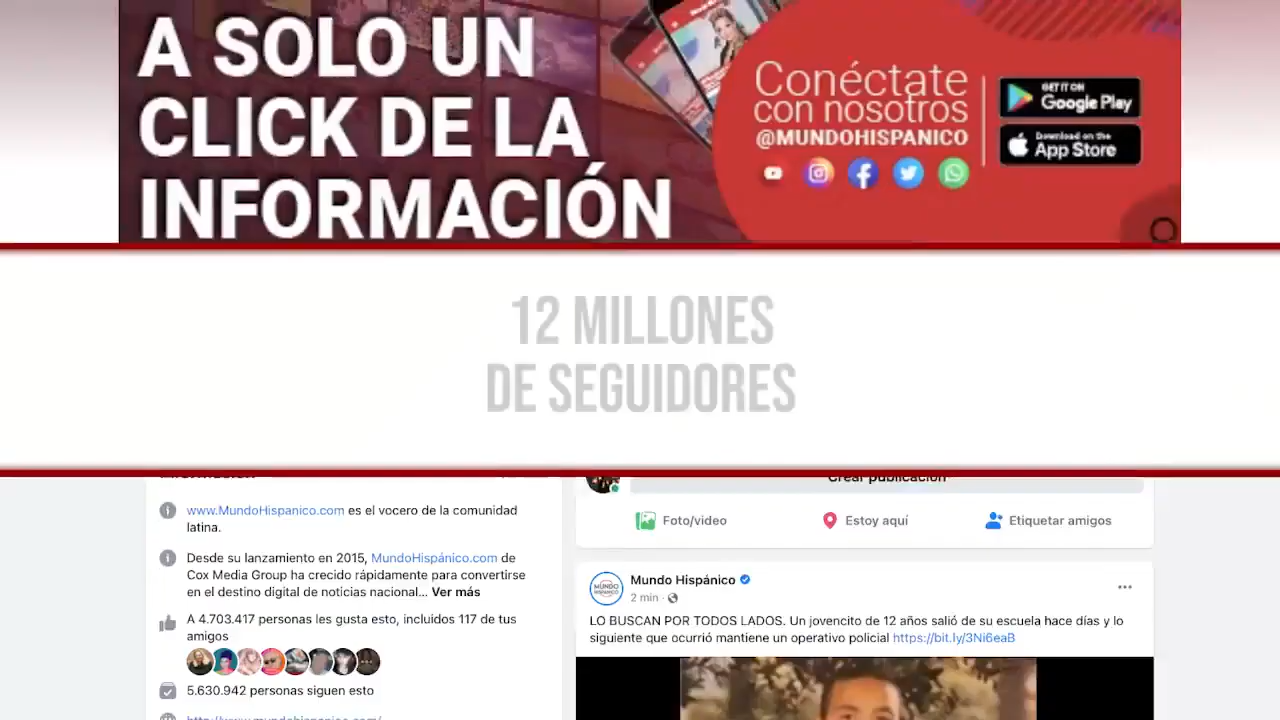 A SOLO UN
CLICK DE LA
INFORMACIÓN
Conéctate
con nosotros
@MUNDOHISPANICO
GET IT ON
Google Play
Download on the
App Store
12 MILLONES
DE SEGUIDORES
www.MundoHispanico.com es el vocero de la comunidad
latina.
Desde su lanzamiento en 2015, MundoHispánico.com de
Cox Media Group ha crecido rápidamente para convertirse
en el destino digital de noticias nacional... Ver más
A 4.703.417 personas les gusta esto, incluidos 117 de tus
amigos
5.630.942 personas siguen esto
http://www.mundohispanico.com/
Crear publicación
Foto/video
Estoy aquí
Etiquetar amigos
MUNDO
HISPÁNICO
Mundo Hispánico
2 min ·
LO BUSCAN POR TODOS LADOS. Un jovencito de 12 años salió de su escuela hace días y lo
siguiente que ocurrió mantiene un operativo policial https://bit.ly/3Ni6eaB